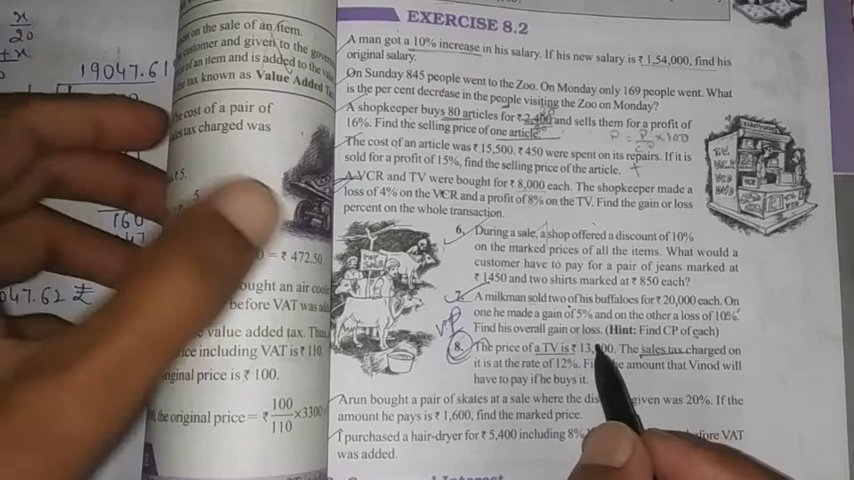 x
20
+x
19047.61
160
47
047.62 ₹
on the sale of an item.
customer and given to the gove
of an item and is added to the valu
tax known as Value Added Ta
the cost of a pair of
sales tax charged was
₹5.
5
0 = ₹ 472.50.
bought an air coole
before VAT was adde
value added tax. Thu
rice including VAT is ₹ 110.
original price is ₹ 100.
the original price = ₹ 100/110 ×3300
EXERCISE 8.2
A man got a 10% increase in his salary. If his new salary is ₹ 1,54,000, find his
original salary.
On Sunday 845 people went to the Zoo. On Monday only 169 people went. What
is the per cent decrease in the people visiting the Zoo on Monday?
A shopkeeper buys 80 articles for ₹ 2,400 and sells them for a profit of
16%. Find the selling price of one article.
The cost of an article was ₹ 15,500. ₹ 450 were spent on its repairs. If it is
sold for a profit of 15%, find the selling price of the article.
A VCR and TV were bought for ₹ 8,000 each. The shopkeeper made a
loss of 4% on the VCR and a profit of 8% on the TV. Find the gain or loss
percent on the whole transaction.
6. During a sale, a shop offered a discount of 10%
on the marked prices of all the items. What would a
customer have to pay for a pair of jeans marked at
₹ 1450 and two shirts marked at ₹ 850 each?
7. A milkman sold two of his buffaloes for ₹ 20,000 each. On
one he made a gain of 5% and on the other a loss of 10%.
Find his overall gain or loss. (Hint: Find CP of each)
8. The price of a TV is ₹ 13,000. The sales tax charged on
it is at the rate of 12%. Find the amount that Vinod will
have to pay if he buys it.
Arun bought a pair of skates at a sale where the discount given was 20%. If the
amount he pays is ₹ 1,600, find the marked price.
I purchased a hair-dryer for ₹ 5,400 including 8% before VAT
was added.
Interest